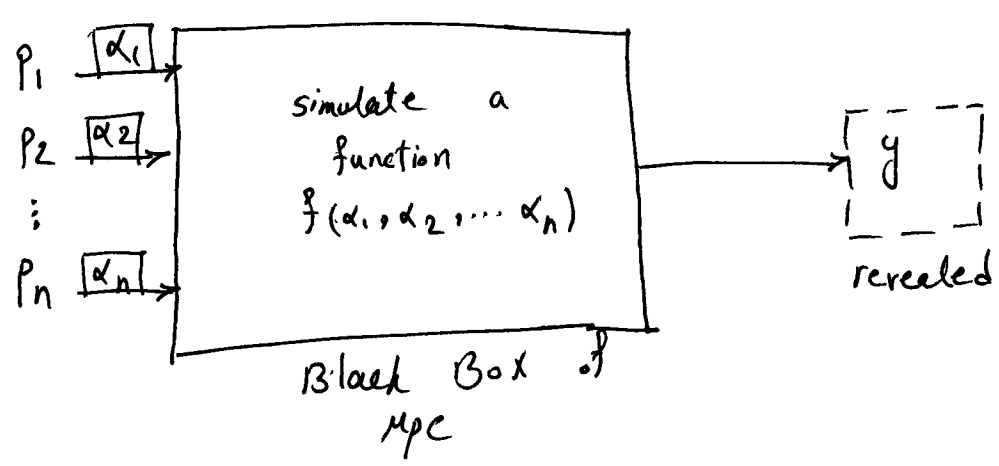 P1 α1
P2 α2
⋮
Pn αn
simulate a
function
f(α1, α2, ... αn)
y
revealed
Black Box of
MPC